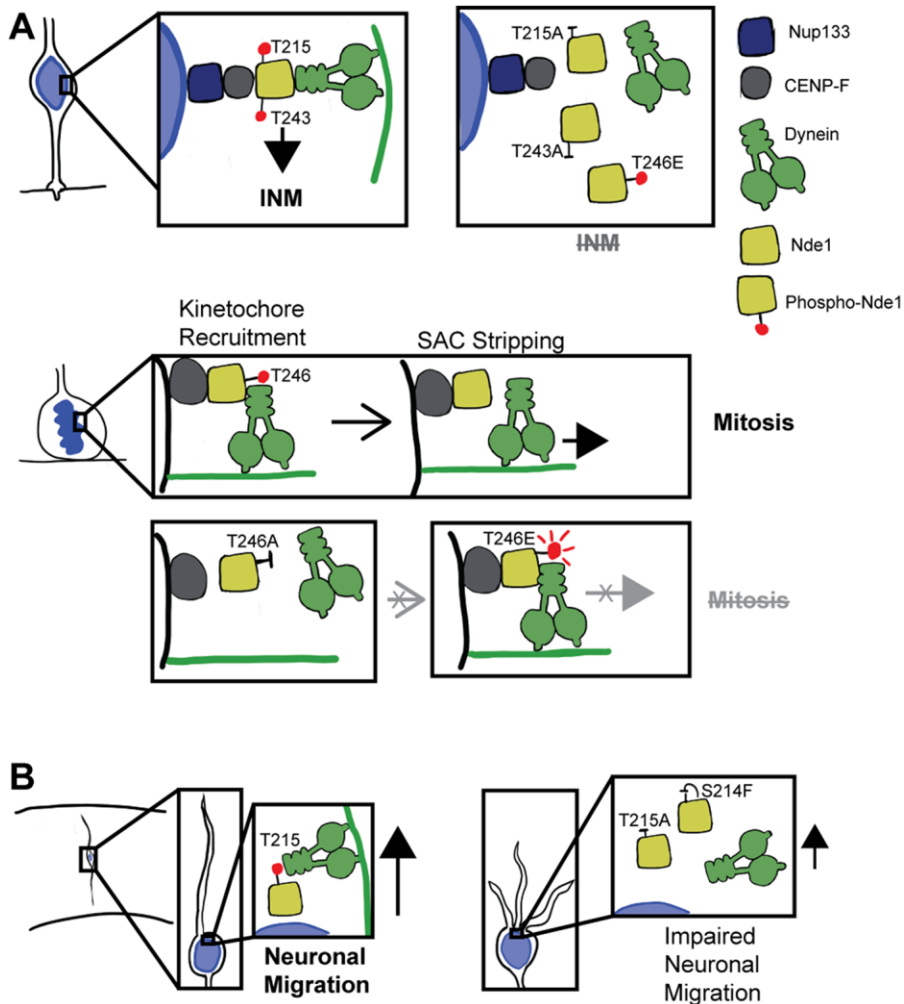 A
T215
T243
INM
T215A
T243A
T246E
INM
Nup133
CENP-F
Dynein
Nde1
Phospho-Nde1
Kinetochore
Recruitment
SAC Stripping
T246
Mitosis
T246A
T246E
Mitosis
B
T215
Neuronal
Migration
S214F
T215A
Impaired
Neuronal
Migration